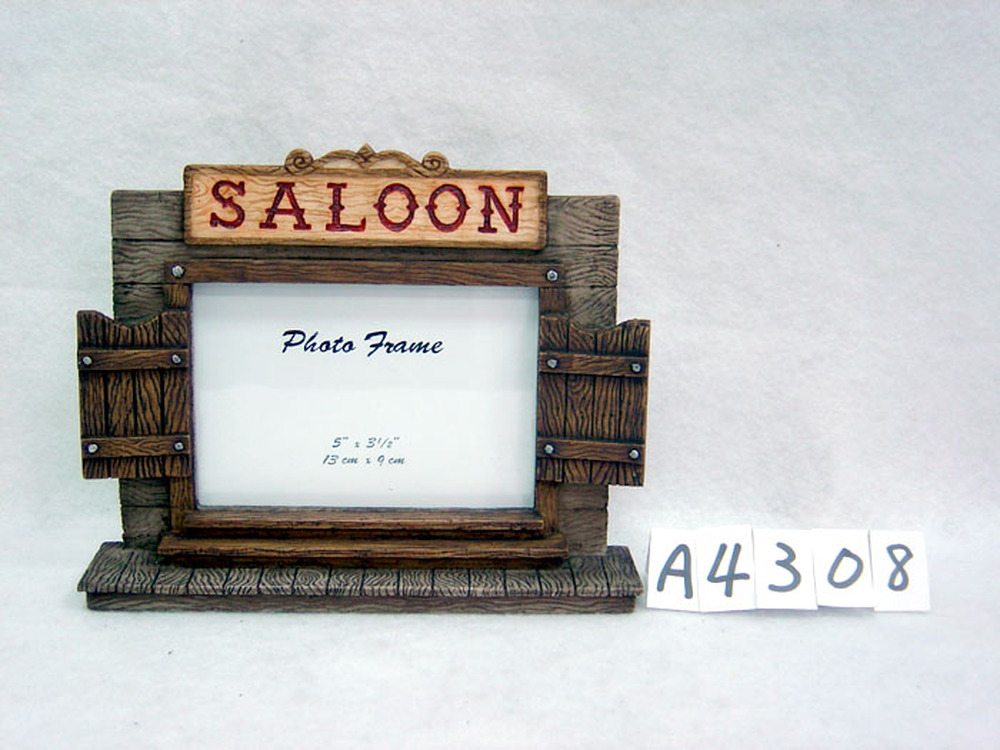 SALOON
Photo Frame
5" x 3½"
13 cm x 9 cm
A4308